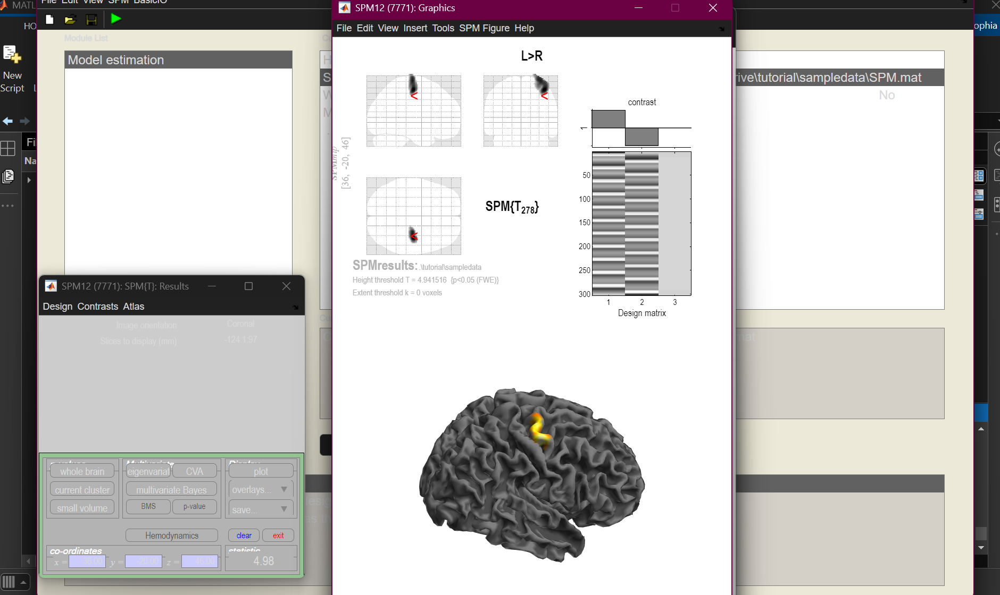 MATL
File Edit View SPM BasicIO
HO
New
Script
Fi
Na
ophia
Module List
Model estimation
Cu
H
S
W
M
rive\tutorial\sampledata\SPM.mat
No
mat
SPM12 (7771): Graphics
File Edit View Insert Tools SPM Figure Help
L>R
contrast
SPMmip
[36, -20, 46]
<
<
<
SPM{T278}
1
50
100
150
200
250
300
1 2 3
Design matrix
SPMresults: .\tutorial\sampledata
Height threshold T = 4.941516 {p<0.05 (FWE)}
Extent threshold k = 0 voxels
SPM12 (7771): SPM{T}: Results
Design Contrasts Atlas
Image orientation Coronal
Slices to display (mm) -124:1:97
p-values Multivariate Display
whole brain eigenvariat CVA plot
current cluster multivariate Bayes overlays...
small volume BMS p-value save...
Hemodynamics clear exit
co-ordinates statistic
x = 36.00 y = -20.00 z = 46.00 4.98